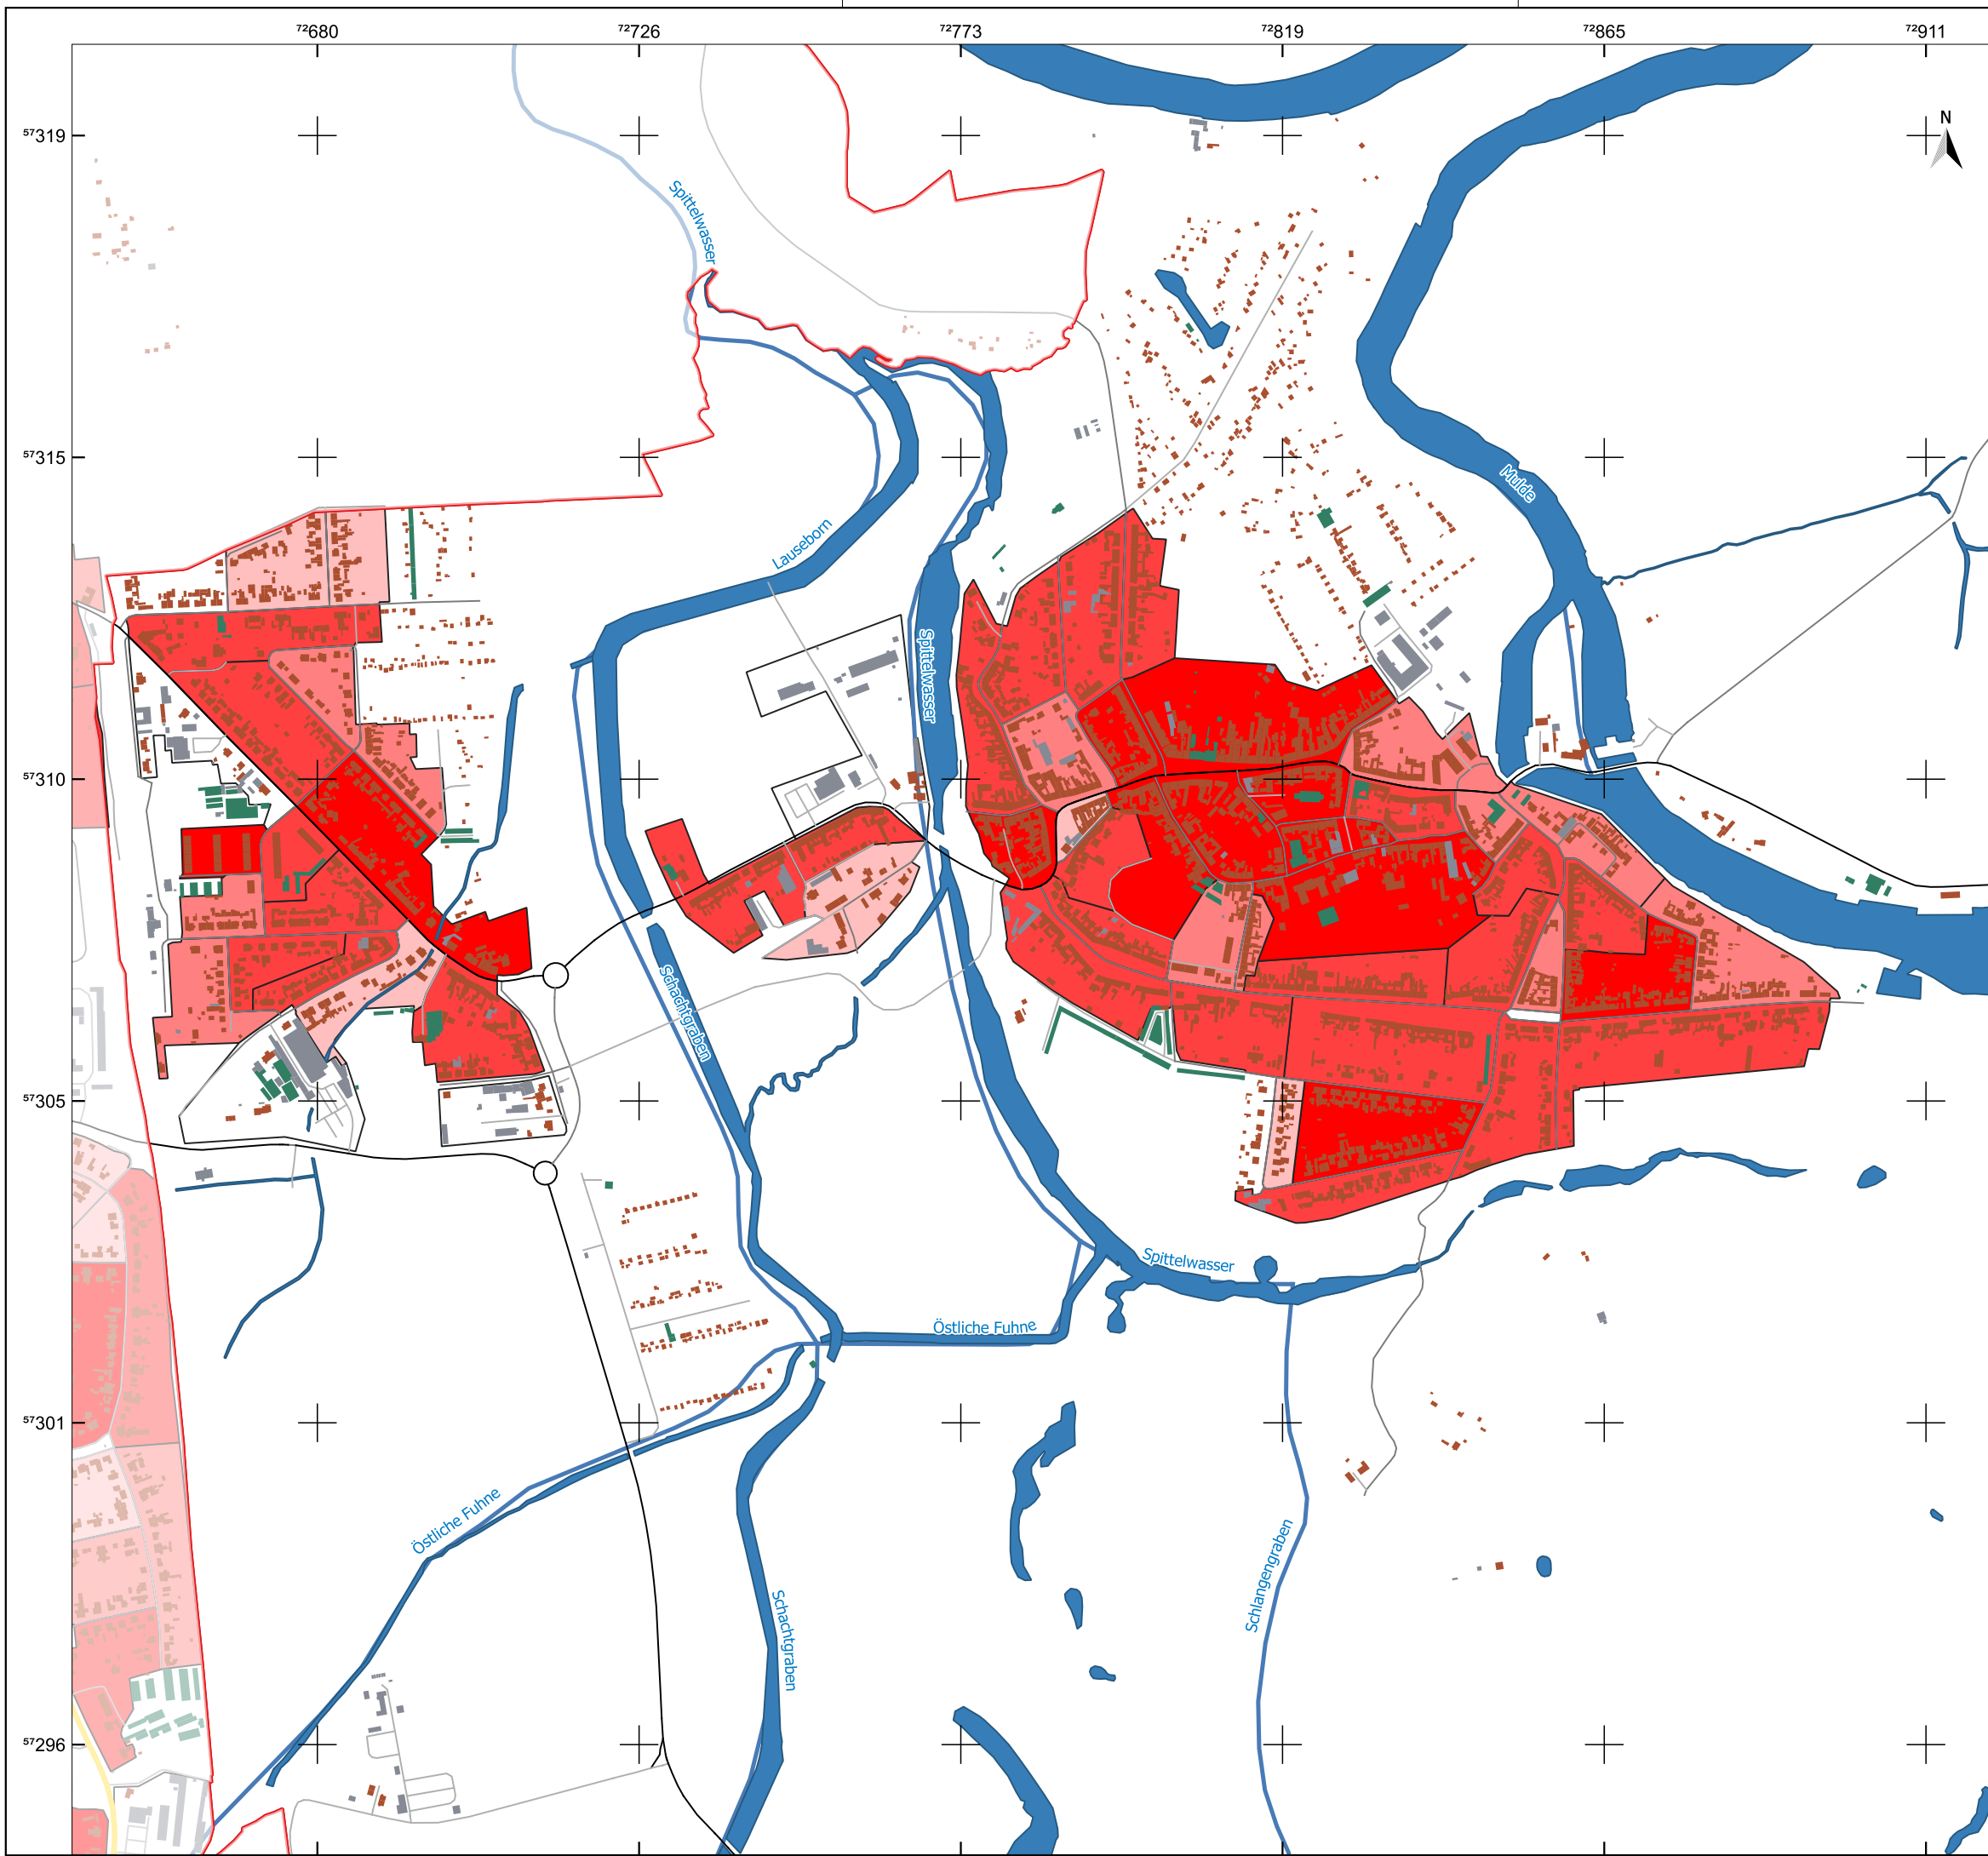 72680 72726 72773 72819 72865 72911
57319
N
Spittelwasser
57315
Mulde
Lauseborn
Spittelwasser
57310
Schachtgraben
57305
Spittelwasser
Östliche Fuhne
57301
Östliche Fuhne
Schlangengraben
Schachtgraben
57296